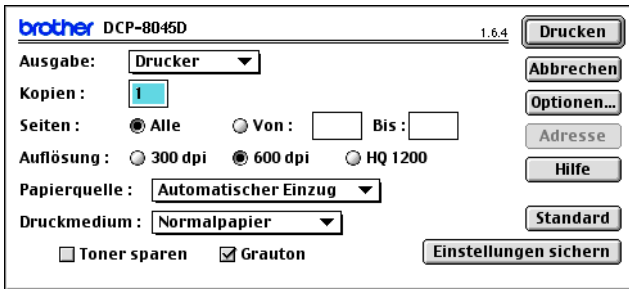 brother DCP-8045D 1.6.4 Drucken
Ausgabe: Drucker
Abbrechen
Kopien : 1
Optionen...
Seiten : Alle Von : Bis :
Adresse
Auflösung : 300 dpi 600 dpi HQ 1200
Hilfe
Papierquelle : Automatischer Einzug
Druckmedium : Normalpapier Standard
Toner sparen Grauton Einstellungen sichern